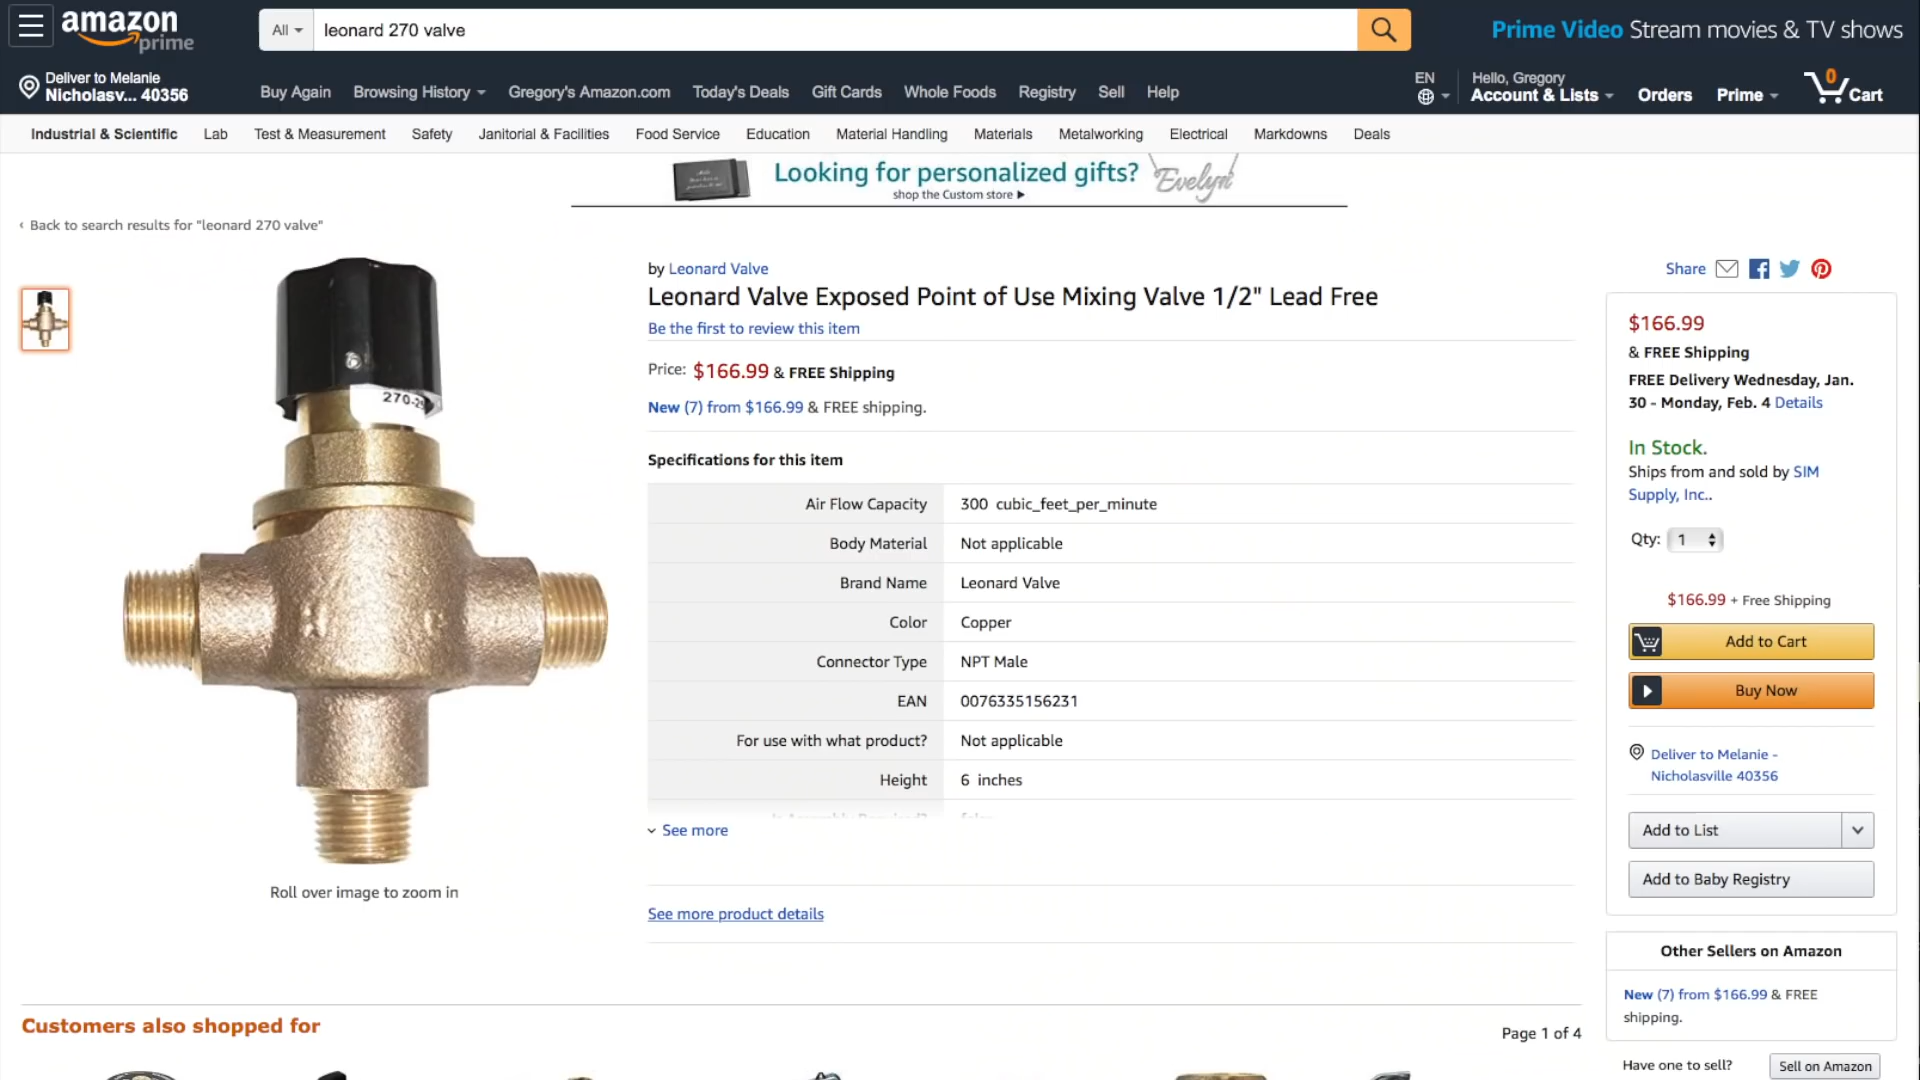 amazon
prime
All
leonard 270 valve
Prime Video Stream movies & TV shows
Deliver to Melanie
Nicholasv... 40356
Buy Again
Browsing History
Gregory's Amazon.com
Today's Deals
Gift Cards
Whole Foods
Registry
Sell
Help
EN
Hello, Gregory
Account & Lists
Orders
Prime
0
Cart
Industrial & Scientific
Lab
Test & Measurement
Safety
Janitorial & Facilities
Food Service
Education
Material Handling
Materials
Metalworking
Electrical
Markdowns
Deals
Looking for personalized gifts?
shop the Custom store
Evelyn
‹ Back to search results for "leonard 270 valve"
270-
Roll over image to zoom in
by Leonard Valve
Leonard Valve Exposed Point of Use Mixing Valve 1/2" Lead Free
Be the first to review this item
Price: $166.99 & FREE Shipping
New (7) from $166.99 & FREE shipping.
Specifications for this item
Air Flow Capacity 300 cubic_feet_per_minute
Body Material Not applicable
Brand Name Leonard Valve
Color Copper
Connector Type NPT Male
EAN 0076335156231
For use with what product? Not applicable
Height 6 inches
See more
See more product details
Share
$166.99
& FREE Shipping
FREE Delivery Wednesday, Jan.
30 - Monday, Feb. 4 Details
In Stock.
Ships from and sold by SIM
Supply, Inc..
Qty: 1
$166.99 + Free Shipping
Add to Cart
Buy Now
Deliver to Melanie -
Nicholasville 40356
Add to List
Add to Baby Registry
Other Sellers on Amazon
New (7) from $166.99 & FREE
shipping.
Have one to sell?
Sell on Amazon
Customers also shopped for
Page 1 of 4